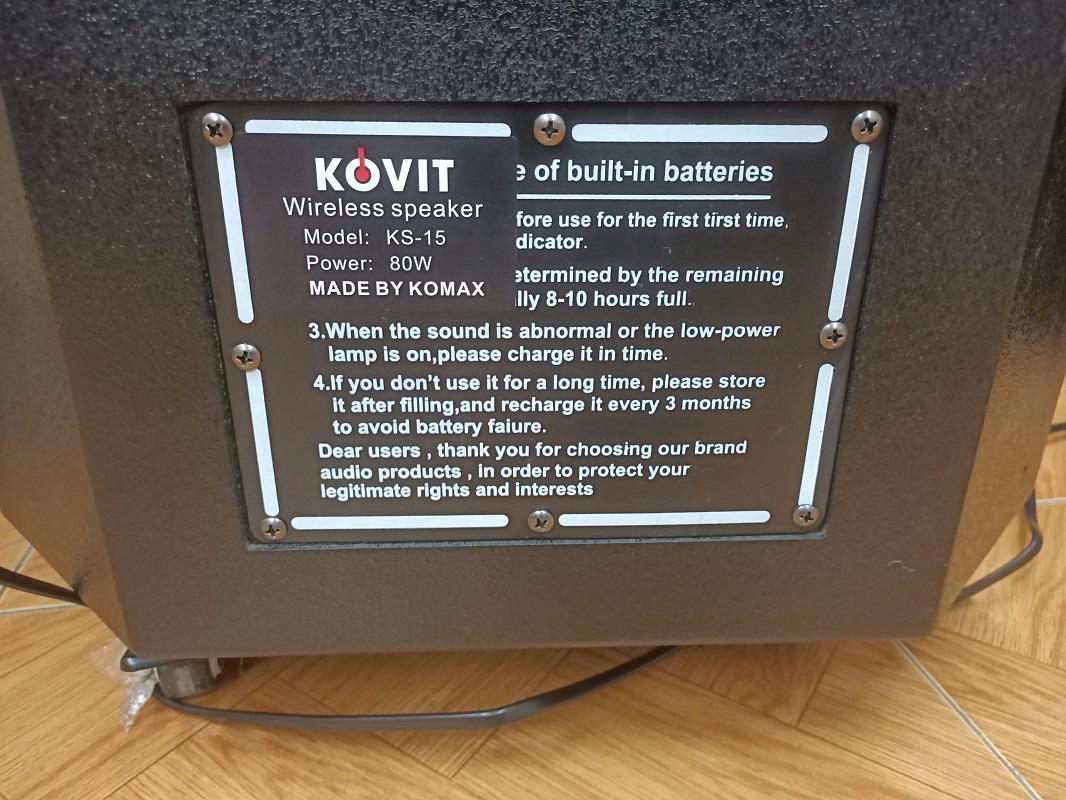 KOVIT
Wireless speaker
Model: KS-15
Power: 80W
MADE BY KOMAX
of built-in batteries
use for the first tirst time,
by the remaining
8-10 hours full.
3.When the sound is abnormal or the low-power
lamp is on,please charge it in time.
4.If you don't use it for a long time, please store
it after filling,and recharge it every 3 months
to avoid battery faiure.
Dear users , thank you for choosing our brand
audio products , in order to protect your
legitimate rights and interests